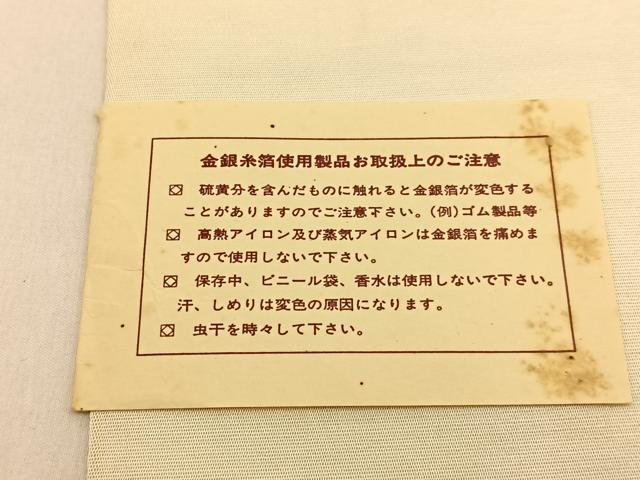 金銀糸箔使用製品お取扱上のご注意
硫黄分を含んだものに触れると金銀箔が変色する
ことがありますのでご注意下さい。(例)ゴム製品等
高熱アイロン及び蒸気アイロンは金銀箔を痛めま
すので使用しないで下さい。
保存中、ビニール袋、香水は使用しないで下さい。
汗、しめりは変色の原因になります。
虫干を時々して下さい。